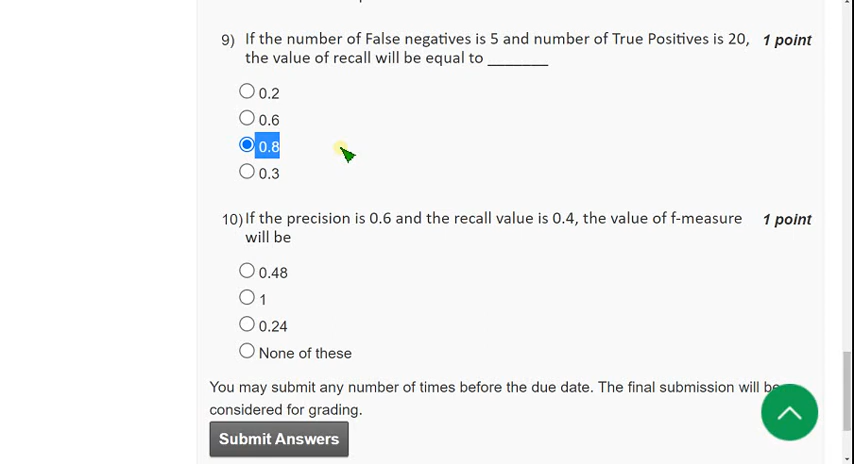 9) If the number of False negatives is 5 and number of True Positives is 20, 1 point
the value of recall will be equal to _______
0.2
0.6
0.8
0.3
10) If the precision is 0.6 and the recall value is 0.4, the value of f-measure 1 point
will be
0.48
1
0.24
None of these
You may submit any number of times before the due date. The final submission will be
considered for grading.
Submit Answers